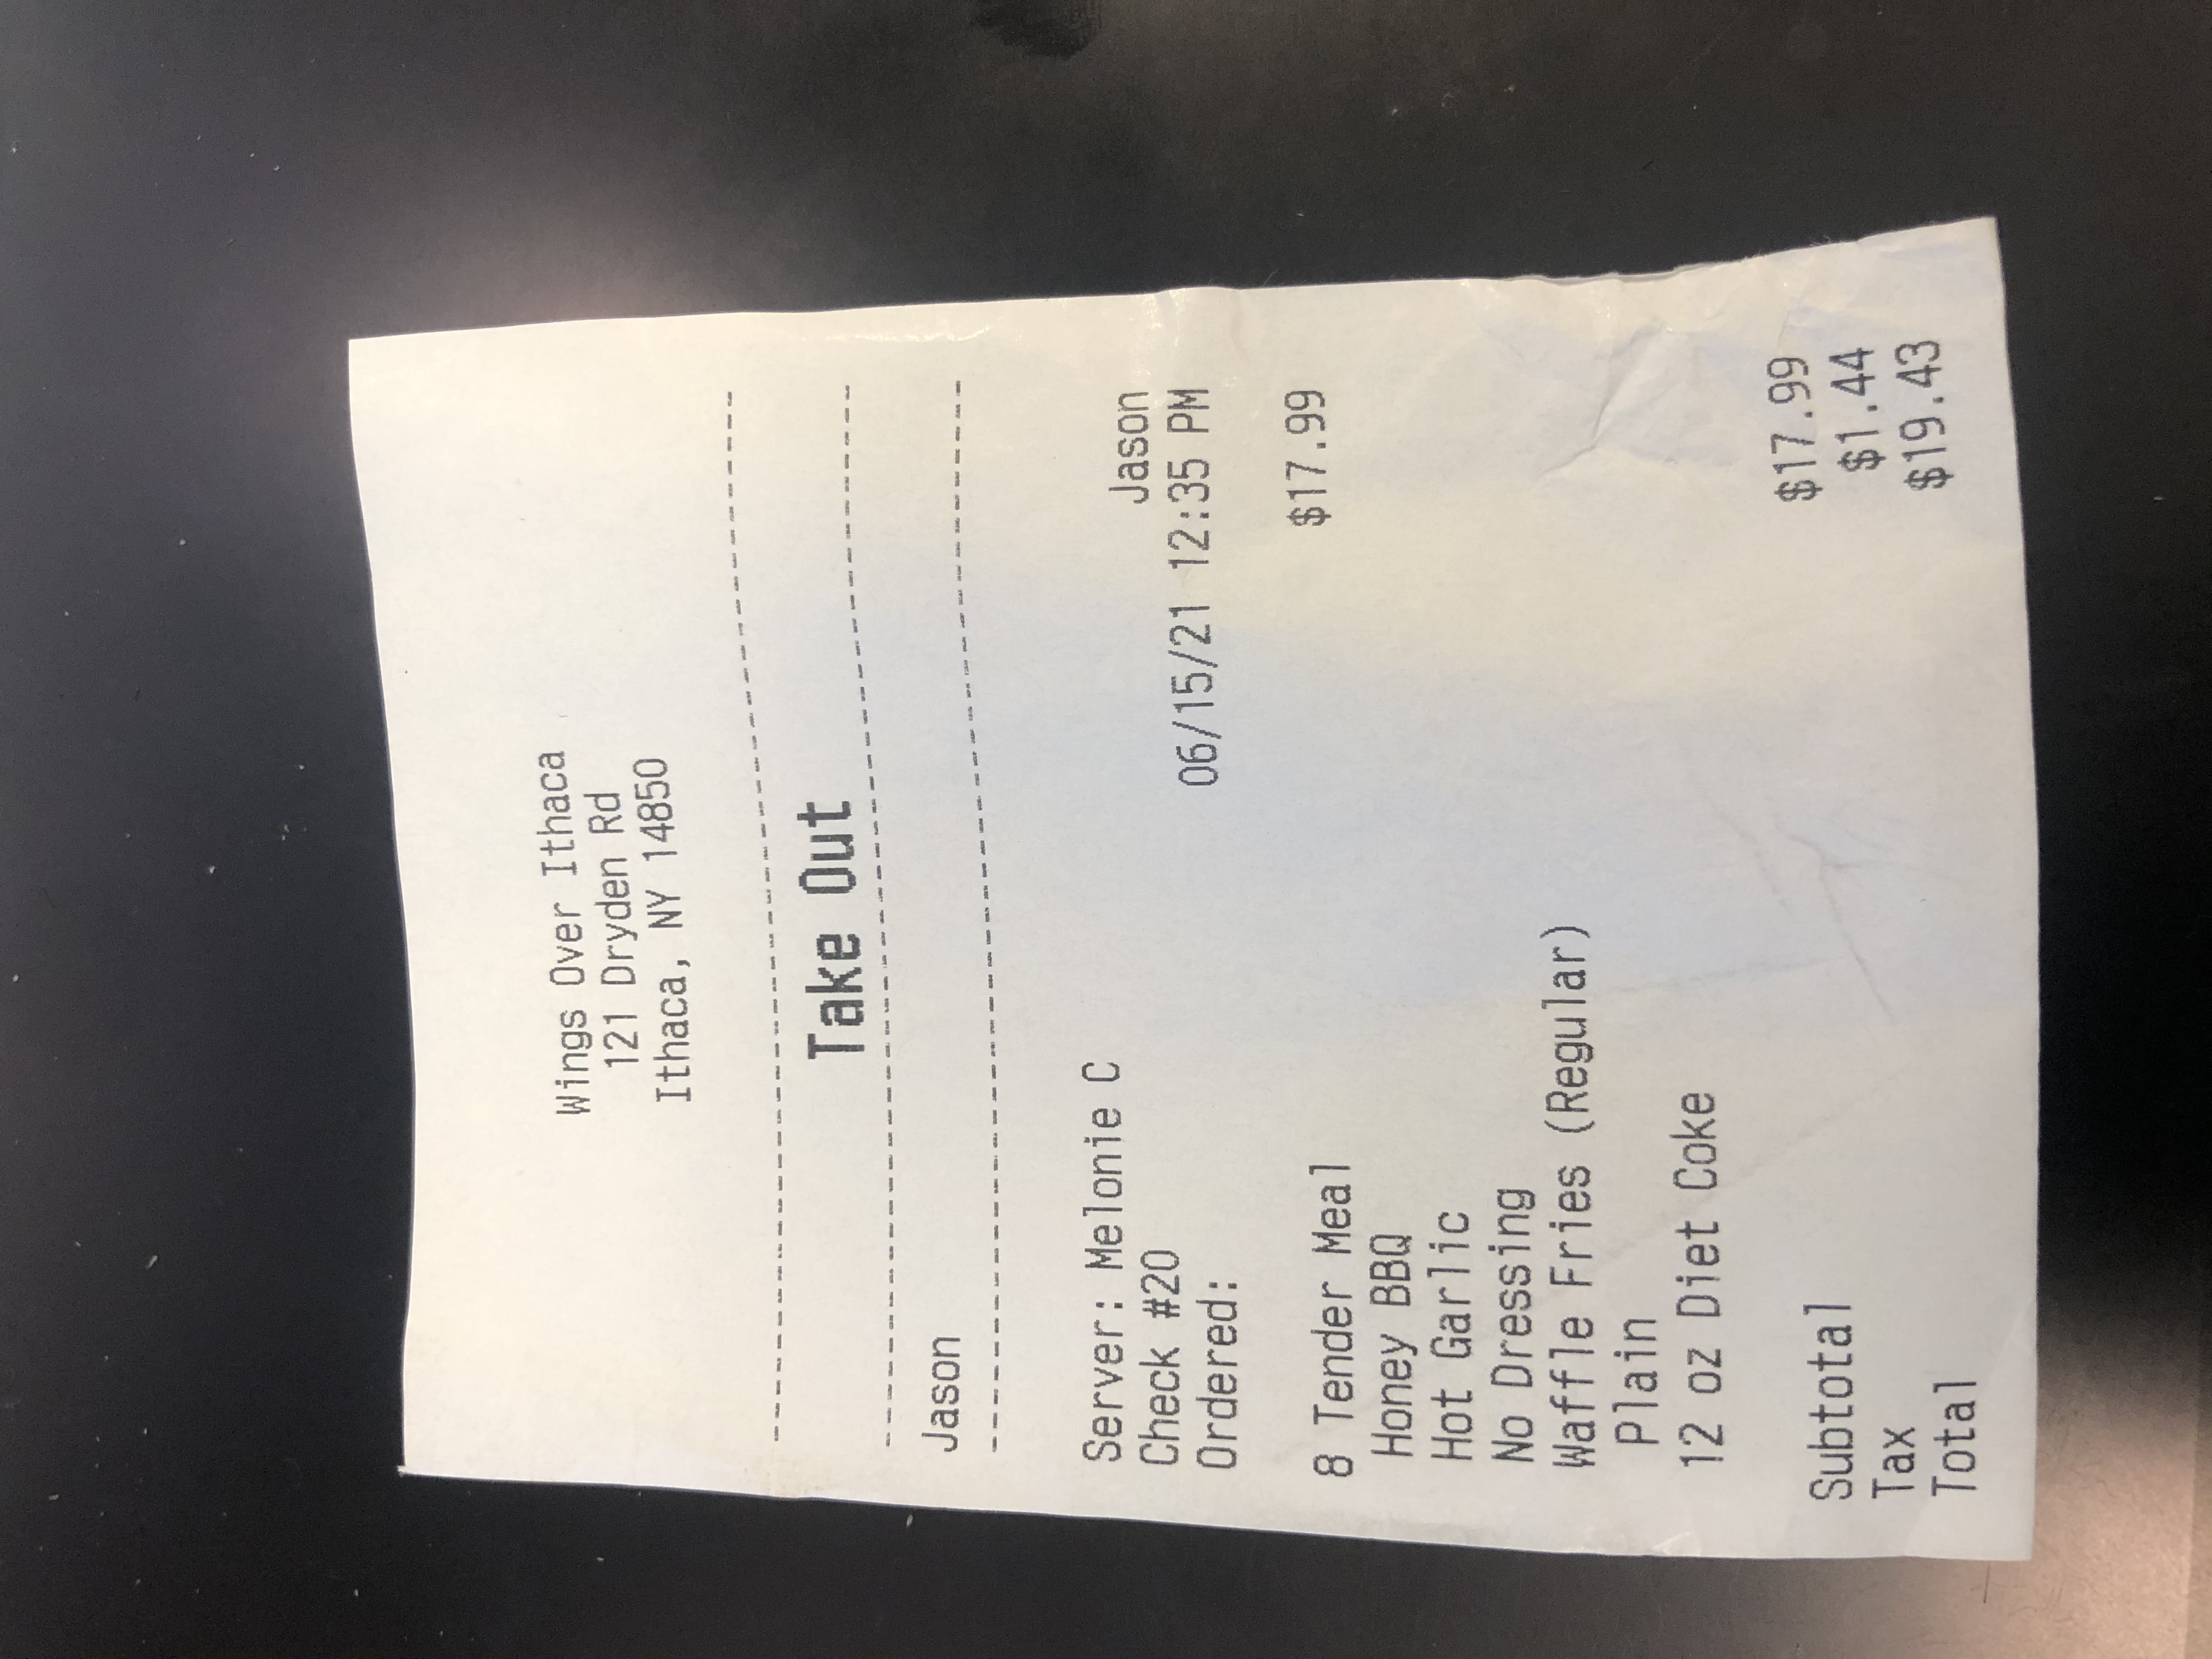 Wings Over Ithaca
121 Dryden Rd
Ithaca, NY 14850
Take Out
Jason
Server: Melonie C
Check #20 Jason
Ordered: 06/15/21 12:35 PM
8 Tender Meal $17.99
Honey BBQ
Hot Garlic
No Dressing
Waffle Fries (Regular)
Plain
12 oz Diet Coke
Subtotal $17.99
Tax $1.44
Total $19.43